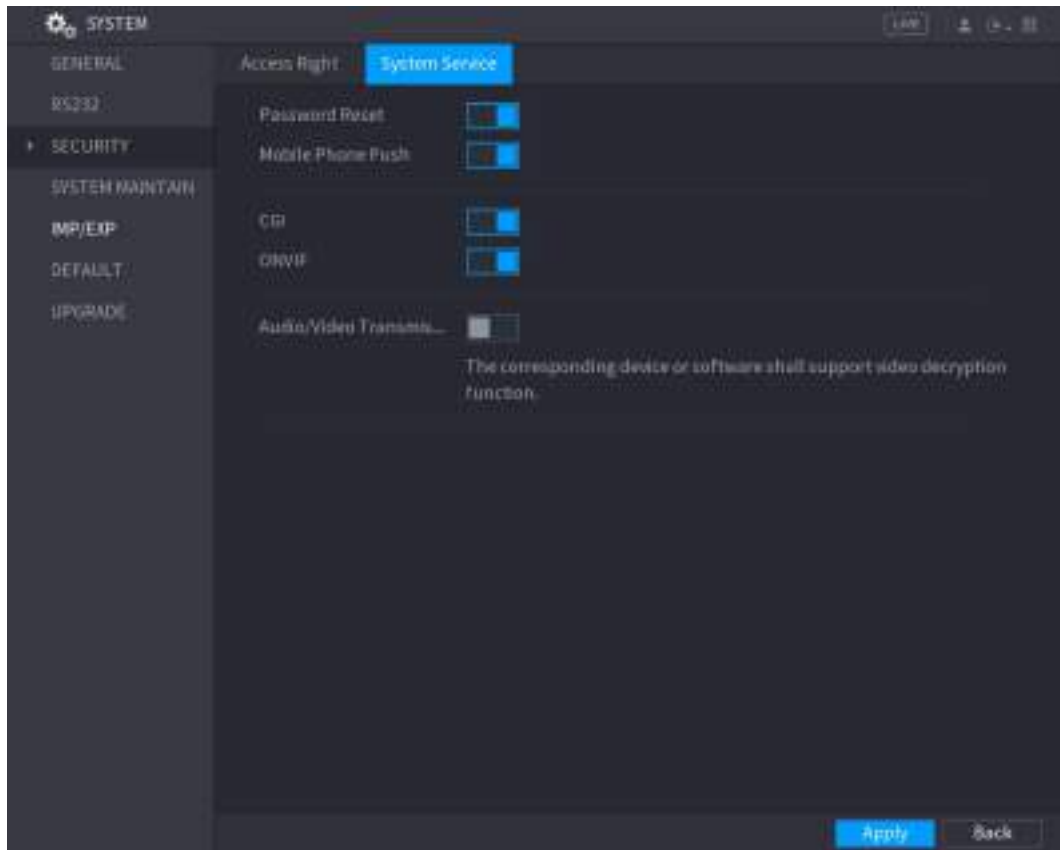 SYSTEM
LIVE
GENERAL
RS232
SECURITY
SYSTEM MAINTAIN
IMP/EXP
DEFAULT
UPGRADE
Access Right System Service
Password Reset
Mobile Phone Push
CGI
ONVIF
Audio/Video Transmis...
The corresponding device or software shall support video decryption
function.
Apply Back